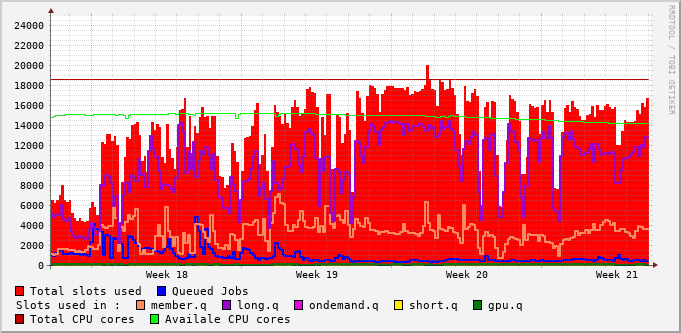 24000
22000
20000
18000
16000
14000
12000
10000
8000
6000
4000
2000
0
Week 18 Week 19 Week 20 Week 21
Total slots used Queued Jobs
Slots used in : member.q long.q ondemand.q short.q gpu.q
Total CPU cores Availale CPU cores
RRDTOOL / TOBI OETIKER